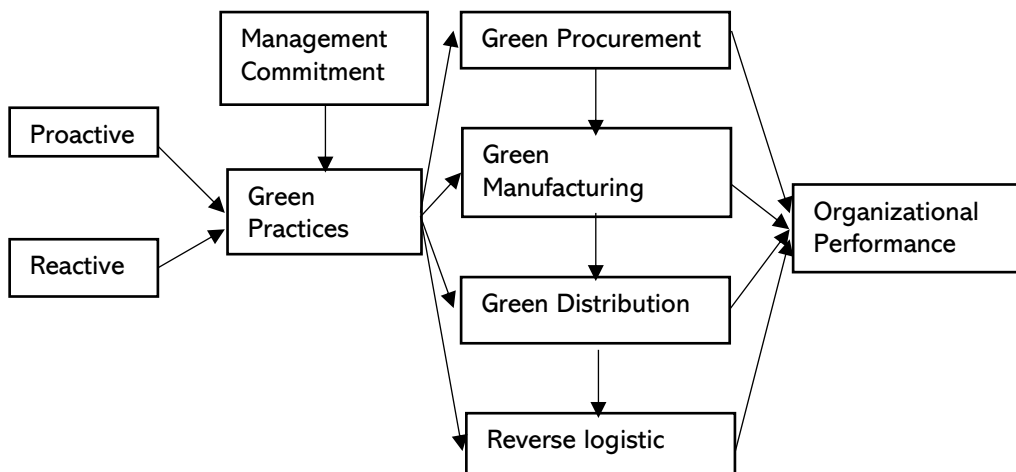 Management
Commitment
Green Procurement
Proactive
Green
Manufacturing
Green
Practices
Organizational
Performance
Reactive
Green Distribution
Reverse logistic